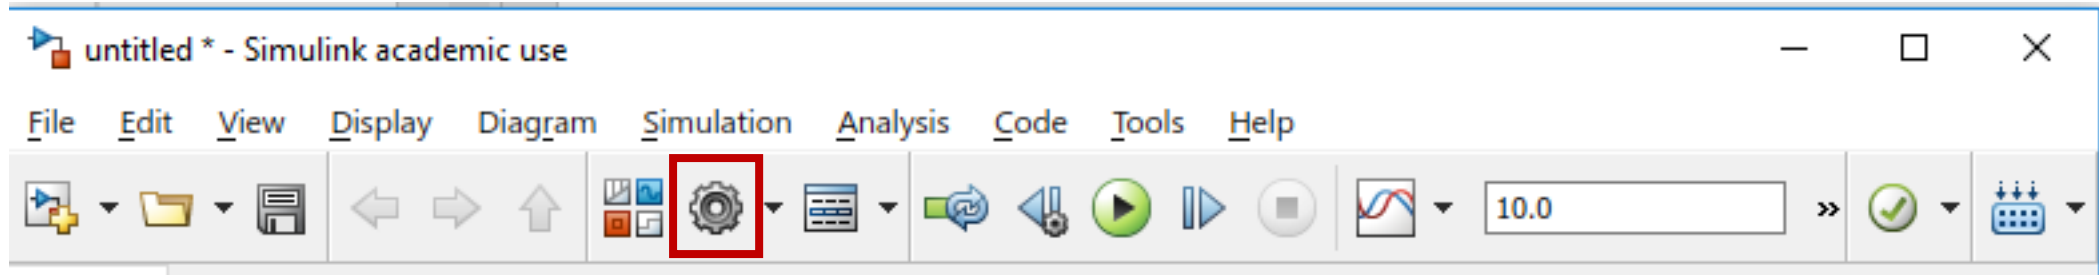 untitled * - Simulink academic use
File Edit View Display Diagram Simulation Analysis Code Tools Help
10.0 »